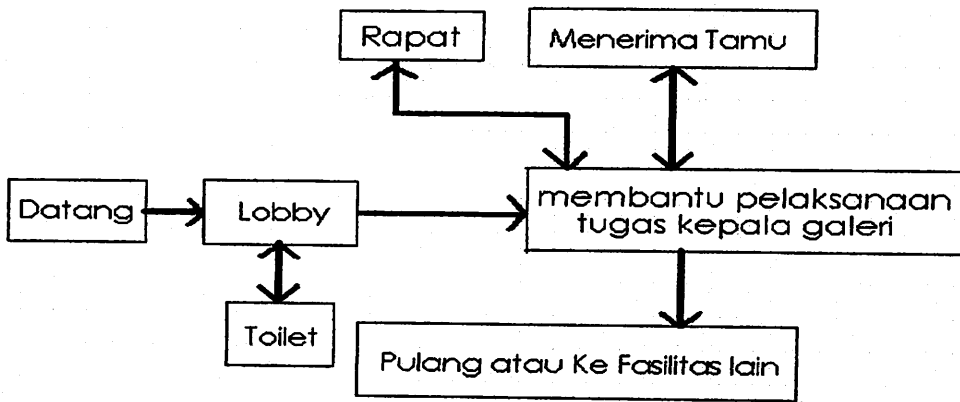 Rapat
Menerima Tamu
Datang
Lobby
membantu pelaksanaan
tugas kepala galeri
Toilet
Pulang atau Ke Fasilitas lain